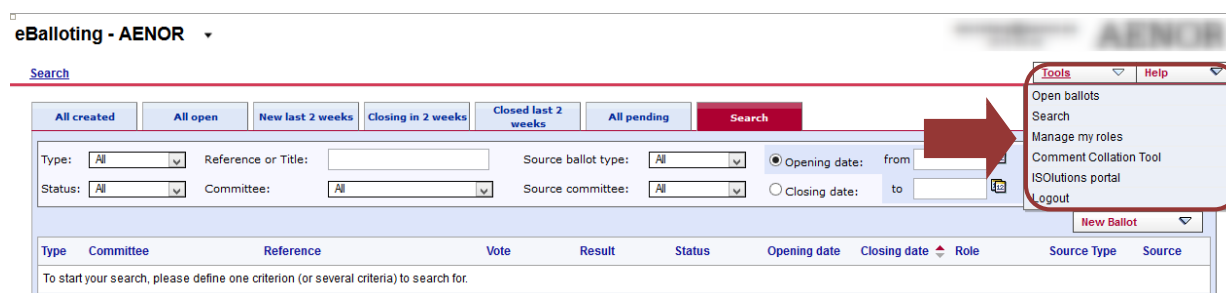 eBalloting - AENOR
AENOR
Search
Tools Help
Open ballots
Search
Manage my roles
Comment Collation Tool
ISOlutions portal
Logout
All created All open New last 2 weeks Closing in 2 weeks Closed last 2 weeks All pending Search
Type: All Reference or Title: Source ballot type: All Opening date: from
Status: All Committee: All Source committee: All Closing date: to
New Ballot
Type Committee Reference Vote Result Status Opening date Closing date Role Source Type Source
To start your search, please define one criterion (or several criteria) to search for.